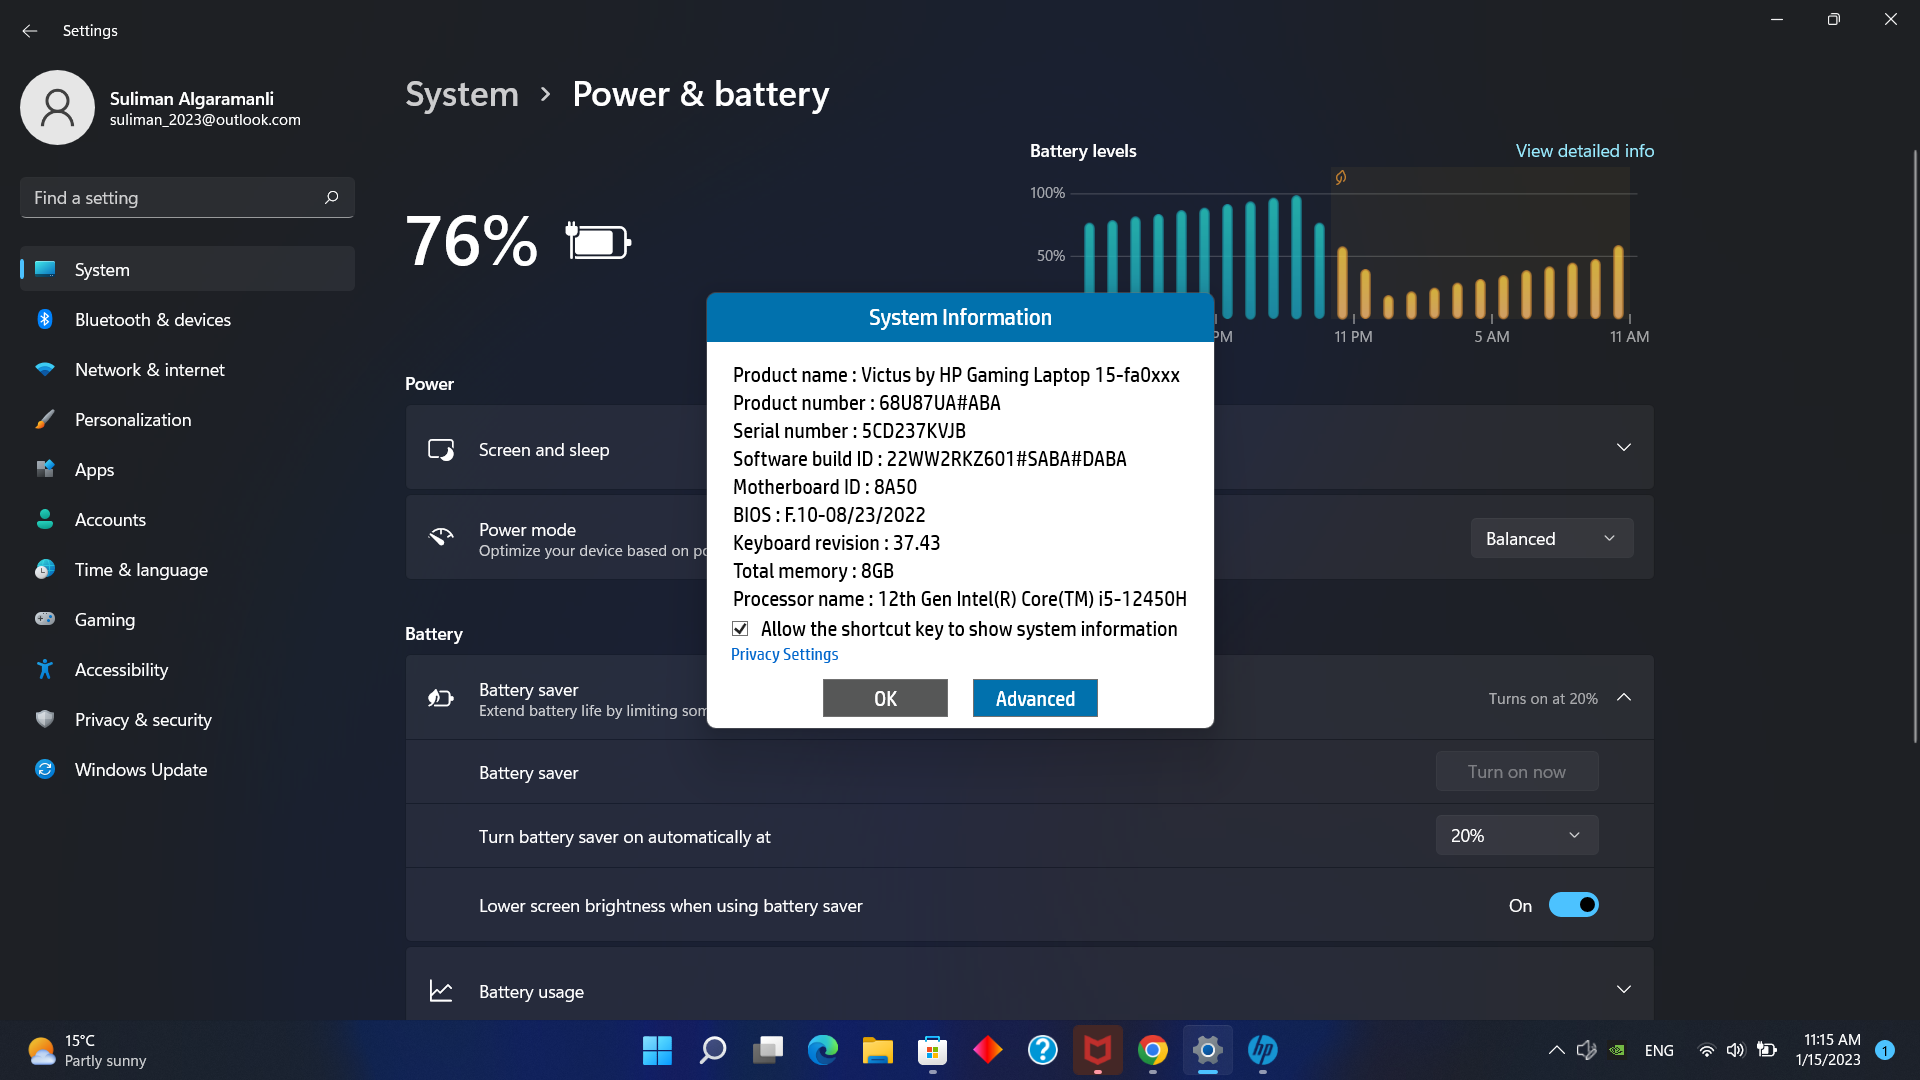 Settings
Suliman Algaramanli
suliman_2023@outlook.com
Find a setting
System
Bluetooth & devices
Network & internet
Personalization
Apps
Accounts
Time & language
Gaming
Accessibility
Privacy & security
Windows Update
System › Power & battery
76%
Battery levels
View detailed info
100%
50%
PM
11 PM
5 AM
11 AM
Power
Screen and sleep
Power mode
Optimize your device based on po
Balanced
Battery
Battery saver
Extend battery life by limiting som
Turns on at 20%
Battery saver
Turn on now
Turn battery saver on automatically at
20%
Lower screen brightness when using battery saver
On
Battery usage
System Information
Product name : Victus by HP Gaming Laptop 15-fa0xxx
Product number : 68U87UA#ABA
Serial number : 5CD237KVJB
Software build ID : 22WW2RKZ601#SABA#DABA
Motherboard ID : 8A50
BIOS : F.10-08/23/2022
Keyboard revision : 37.43
Total memory : 8GB
Processor name : 12th Gen Intel(R) Core(TM) i5-12450H
Allow the shortcut key to show system information
Privacy Settings
OK
Advanced
15°C
Partly sunny
hp
ENG
11:15 AM
1/15/2023
1